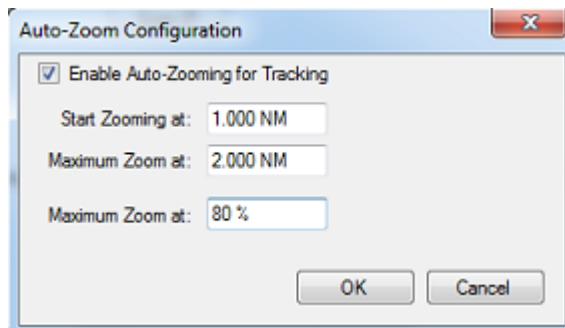 Auto-Zoom Configuration
Enable Auto-Zooming for Tracking
Start Zooming at: 1.000 NM
Maximum Zoom at: 2.000 NM
Maximum Zoom at: 80 %
OK Cancel